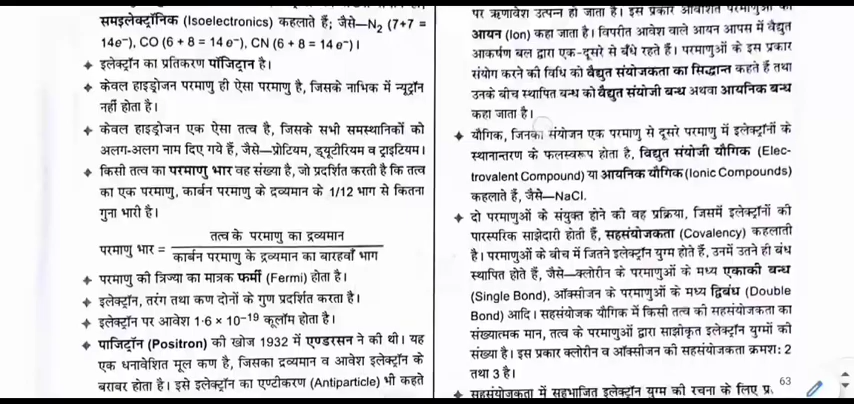 समइलेक्ट्रॉनिक (Isoelectronics) कहलाते हैं; जैसे—N₂ (7+7 =
14e⁻), CO (6 + 8 = 14 e⁻), CN (6 + 8 = 14 e⁻)।
इलेक्ट्रॉन का प्रतिकरण पॉजिट्रान है।
केवल हाइड्रोजन परमाणु ही ऐसा परमाणु है, जिसके नाभिक में न्यूट्रॉन
नहीं होता है।
केवल हाइड्रोजन एक ऐसा तत्व है, जिसके सभी समस्थानिकों को
अलग-अलग नाम दिए गये हैं, जैसे—प्रोटियम, ड्यूटीरियम व ट्राइटियम।
किसी तत्व का परमाणु भार वह संख्या है, जो प्रदर्शित करती है कि तत्व
का एक परमाणु, कार्बन परमाणु के द्रव्यमान के 1/12 भाग से कितना
गुना भारी है।
परमाणु भार = तत्व के परमाणु का द्रव्यमान / कार्बन परमाणु के द्रव्यमान का बारहवाँ भाग
परमाणु की त्रिज्या का मात्रक फर्मी (Fermi) होता है।
इलेक्ट्रॉन, तरंग तथा कण दोनों के गुण प्रदर्शित करता है।
इलेक्ट्रॉन पर आवेश 1·6 × 10⁻¹⁹ कूलॉम होता है।
पाजिट्रॉन (Positron) की खोज 1932 में एण्डरसन ने की थी। यह
एक धनावेशित मूल कण है, जिसका द्रव्यमान व आवेश इलेक्ट्रॉन के
बराबर होता है। इसे इलेक्ट्रॉन का एण्टीकरण (Antiparticle) भी कहते
पर ऋणावेश उत्पन्न हो जाता है। इस प्रकार आवेशित परमाणुओं को
आयन (Ion) कहा जाता है। विपरीत आवेश वाले आयन आपस में वैद्युत
आकर्षण बल द्वारा एक-दूसरे से बँधे रहते हैं। परमाणुओं के इस प्रकार
संयोग करने की विधि को वैद्युत संयोजकता का सिद्धान्त कहते हैं तथा
उनके बीच स्थापित बन्ध को वैद्युत संयोजी बन्ध अथवा आयनिक बन्ध
कहा जाता है।
यौगिक, जिनका संयोजन एक परमाणु से दूसरे परमाणु में इलेक्ट्रॉनों के
स्थानान्तरण के फलस्वरूप होता है, विद्युत संयोजी यौगिक (Elec-
trovalent Compound) या आयनिक यौगिक (Ionic Compounds)
कहलाते हैं, जैसे—NaCl.
दो परमाणुओं के संयुक्त होने की वह प्रक्रिया, जिसमें इलेक्ट्रॉनों की
पारस्परिक साझेदारी होती हैं, सहसंयोजकता (Covalency) कहलाती
है। परमाणुओं के बीच में जितने इलेक्ट्रॉन युग्म होते हैं, उनमें उतने ही बंध
स्थापित होते हैं, जैसे—क्लोरीन के परमाणुओं के मध्य एकाकी बन्ध
(Single Bond), ऑक्सीजन के परमाणुओं के मध्य द्विबंध (Double
Bond) आदि। सहसंयोजक यौगिक में किसी तत्व की सहसंयोजकता का
संख्यात्मक मान, तत्व के परमाणुओं द्वारा साझीकृत इलेक्ट्रॉन युग्मों की
संख्या है। इस प्रकार क्लोरीन व ऑक्सीजन की सहसंयोजकता क्रमशः 2
तथा 3 है।
सहसंयोजकता में सहभाजित इलेक्ट्रॉन युग्म की रचना के लिए
63